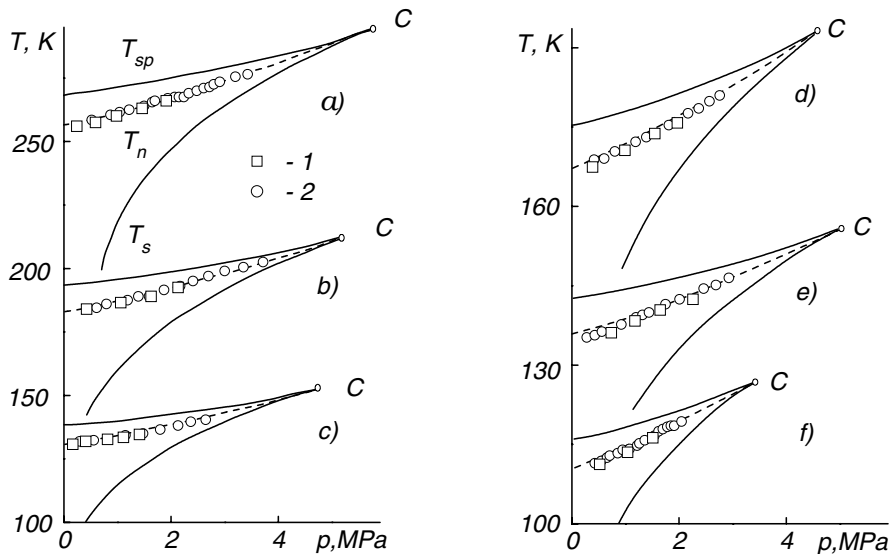 T, K
T_sp
C
a)
250
T_n
□ - 1
○ - 2
T_s
C
200
b)
150
C
c)
100
0
2
4
p,MPa
T, K
C
d)
160
C
e)
130
C
f)
100
0
2
4
p,MPa